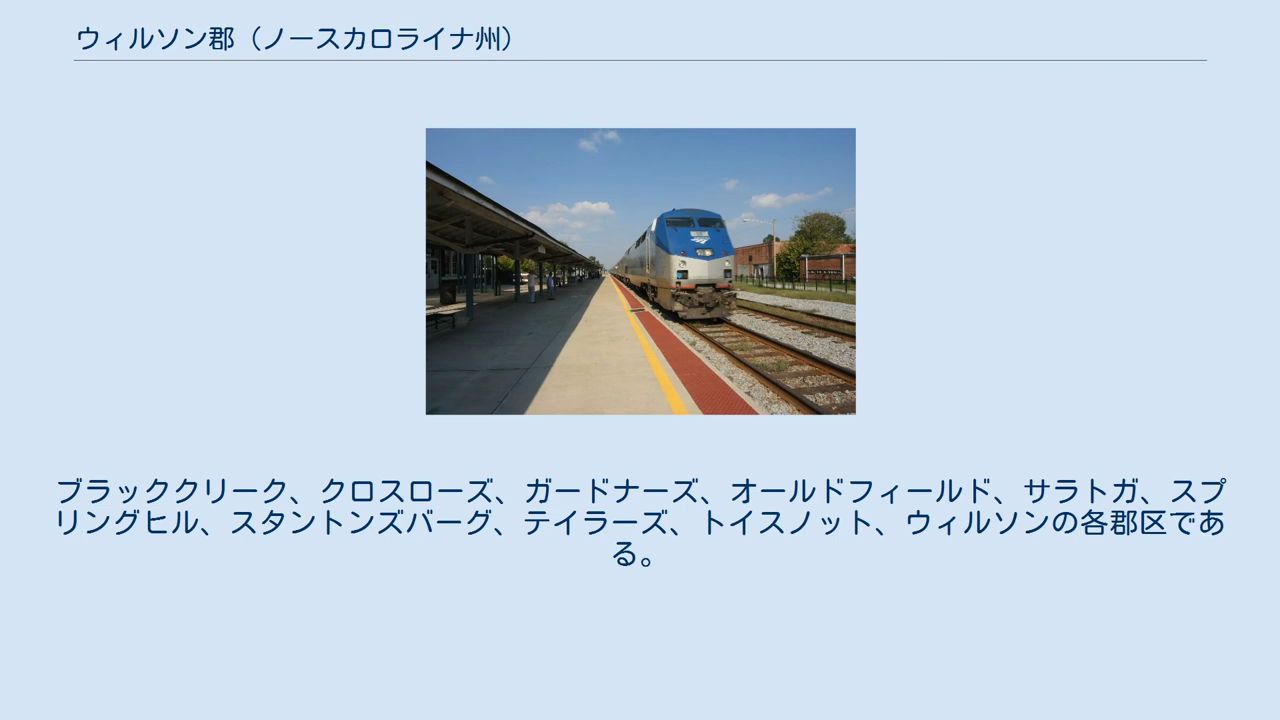 ウィルソン郡（ノースカロライナ州）
ブラッククリーク、クロスローズ、ガードナーズ、オールドフィールド、サラトガ、スプ
リングヒル、スタントンズバーグ、テイラーズ、トイスノット、ウィルソンの各郡区であ
る。